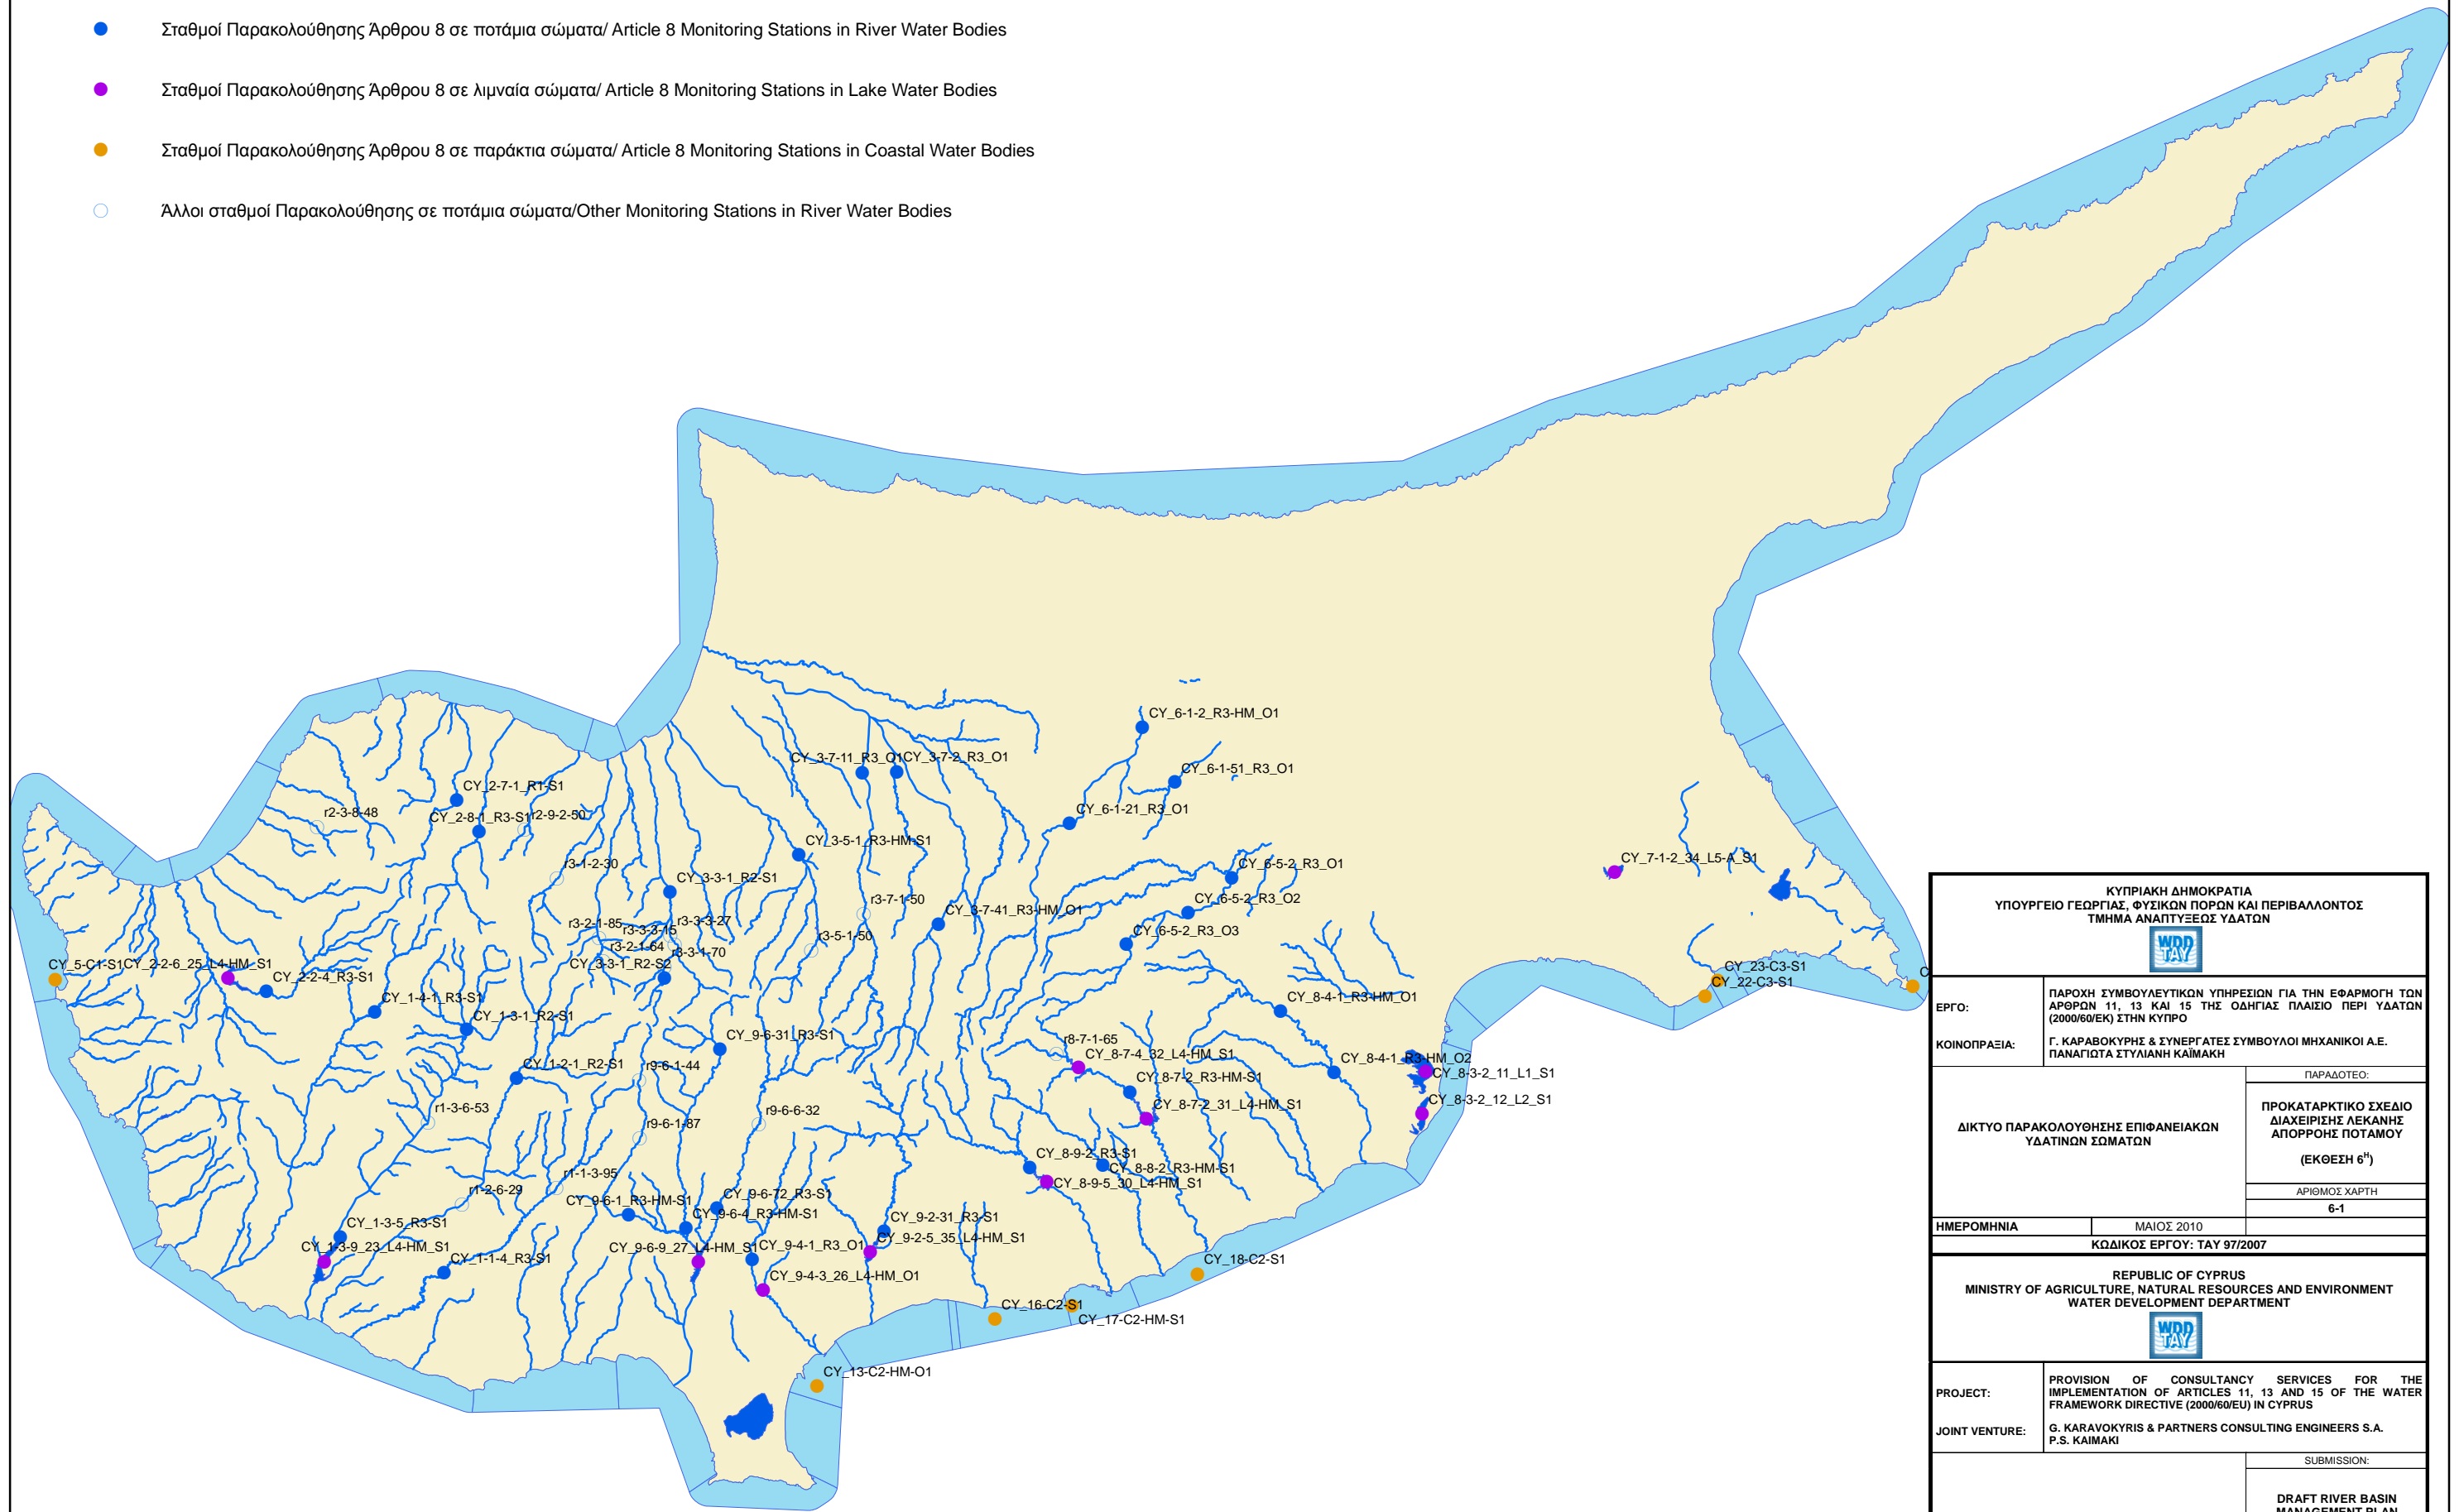 Σταθμοί Παρακολούθησης Άρθρου 8 σε ποτάμια σώματα/ Article 8 Monitoring Stations in River Water Bodies
Σταθμοί Παρακολούθησης Άρθρου 8 σε λιμναία σώματα/ Article 8 Monitoring Stations in Lake Water Bodies
Σταθμοί Παρακολούθησης Άρθρου 8 σε παράκτια σώματα/ Article 8 Monitoring Stations in Coastal Water Bodies
Άλλοι σταθμοί Παρακολούθησης σε ποτάμια σώματα/Other Monitoring Stations in River Water Bodies
CY_6-1-2_R3-HM_O1
CY_3-7-11_R3_O1
CY_3-7-2_R3_O1
CY_6-1-51_R3_O1
CY_2-7-1_R1-S1
r2-3-8-48
CY_2-8-1_R3-S1
r2-9-2-50
CY_6-1-21_R3_O1
CY_3-5-1_R3-HM-S1
r3-1-2-30
CY_6-5-2_R3_O1
CY_7-1-2_34_L5-A_S1
CY_3-3-1_R2-S1
r3-7-1-50
CY_6-5-2_R3_O2
CY_3-7-41_R3-HM_O1
r3-2-1-85
r3-3-3-27
r3-3-3-15
r3-5-1-50
CY_6-5-2_R3_O3
r3-2-1-64
r3-3-1-70
CY_5-C1-S1
CY_2-2-6_25_L4-HM_S1
CY_3-3-1_R2-S2
CY_23-C3-S1
C
CY_2-2-4_R3-S1
CY_22-C3-S1
CY_1-4-1_R3-S1
CY_8-4-1_R3-HM_O1
CY_1-3-1_R2-S1
CY_9-6-31_R3-S1
r8-7-1-65
CY_8-7-4_32_L4-HM_S1
CY_8-4-1_R3-HM_O2
CY_1-2-1_R2-S1
r9-6-1-44
CY_8-3-2_11_L1_S1
CY_8-7-2_R3-HM-S1
CY_8-3-2_12_L2_S1
r1-3-6-53
r9-6-6-32
CY_8-7-2_31_L4-HM_S1
r9-6-1-87
CY_8-9-2_R3-S1
CY_8-8-2_R3-HM-S1
r1-1-3-95
CY_8-9-5_30_L4-HM_S1
r1-2-6-29
CY_9-6-1_R3-HM-S1
CY_9-6-72_R3-S1
CY_9-6-4_R3-HM-S1
CY_9-2-31_R3-S1
CY_1-3-5_R3-S1
CY_9-2-5_35_L4-HM_S1
CY_1-3-9_23_L4-HM_S1
CY_9-6-9_27_L4-HM_S1
CY_9-4-1_R3_O1
CY_1-1-4_R3-S1
CY_18-C2-S1
CY_9-4-3_26_L4-HM_O1
CY_16-C2-S1
CY_17-C2-HM-S1
CY_13-C2-HM-O1
ΚΥΠΡΙΑΚΗ ΔΗΜΟΚΡΑΤΙΑ
ΥΠΟΥΡΓΕΙΟ ΓΕΩΡΓΙΑΣ, ΦΥΣΙΚΩΝ ΠΟΡΩΝ ΚΑΙ ΠΕΡΙΒΑΛΛΟΝΤΟΣ
ΤΜΗΜΑ ΑΝΑΠΤΥΞΕΩΣ ΥΔΑΤΩΝ
WDD
ΤΑΥ
ΕΡΓΟ:
ΠΑΡΟΧΗ ΣΥΜΒΟΥΛΕΥΤΙΚΩΝ ΥΠΗΡΕΣΙΩΝ ΓΙΑ ΤΗΝ ΕΦΑΡΜΟΓΗ ΤΩΝ
ΑΡΘΡΩΝ 11, 13 ΚΑΙ 15 ΤΗΣ ΟΔΗΓΙΑΣ ΠΛΑΙΣΙΟ ΠΕΡΙ ΥΔΑΤΩΝ
(2000/60/ΕΚ) ΣΤΗΝ ΚΥΠΡΟ
ΚΟΙΝΟΠΡΑΞΙΑ:
Γ. ΚΑΡΑΒΟΚΥΡΗΣ & ΣΥΝΕΡΓΑΤΕΣ ΣΥΜΒΟΥΛΟΙ ΜΗΧΑΝΙΚΟΙ Α.Ε.
ΠΑΝΑΓΙΩΤΑ ΣΤΥΛΙΑΝΗ ΚΑΪΜΑΚΗ
ΔΙΚΤΥΟ ΠΑΡΑΚΟΛΟΥΘΗΣΗΣ ΕΠΙΦΑΝΕΙΑΚΩΝ
ΥΔΑΤΙΝΩΝ ΣΩΜΑΤΩΝ
ΠΑΡΑΔΟΤΕΟ:
ΠΡΟΚΑΤΑΡΚΤΙΚΟ ΣΧΕΔΙΟ
ΔΙΑΧΕΙΡΙΣΗΣ ΛΕΚΑΝΗΣ
ΑΠΟΡΡΟΗΣ ΠΟΤΑΜΟΥ
(ΕΚΘΕΣΗ 6Η)
ΑΡΙΘΜΟΣ ΧΑΡΤΗ
6-1
ΗΜΕΡΟΜΗΝΙΑ
ΜΑΙΟΣ 2010
ΚΩΔΙΚΟΣ ΕΡΓΟΥ: ΤΑΥ 97/2007
REPUBLIC OF CYPRUS
MINISTRY OF AGRICULTURE, NATURAL RESOURCES AND ENVIRONMENT
WATER DEVELOPMENT DEPARTMENT
WDD
ΤΑΥ
PROJECT:
PROVISION OF CONSULTANCY SERVICES FOR THE
IMPLEMENTATION OF ARTICLES 11, 13 AND 15 OF THE WATER
FRAMEWORK DIRECTIVE (2000/60/EU) IN CYPRUS
JOINT VENTURE:
G. KARAVOKYRIS & PARTNERS CONSULTING ENGINEERS S.A.
P.S. KAIMAKI
SUBMISSION:
DRAFT RIVER BASIN
MANAGEMENT PLAN